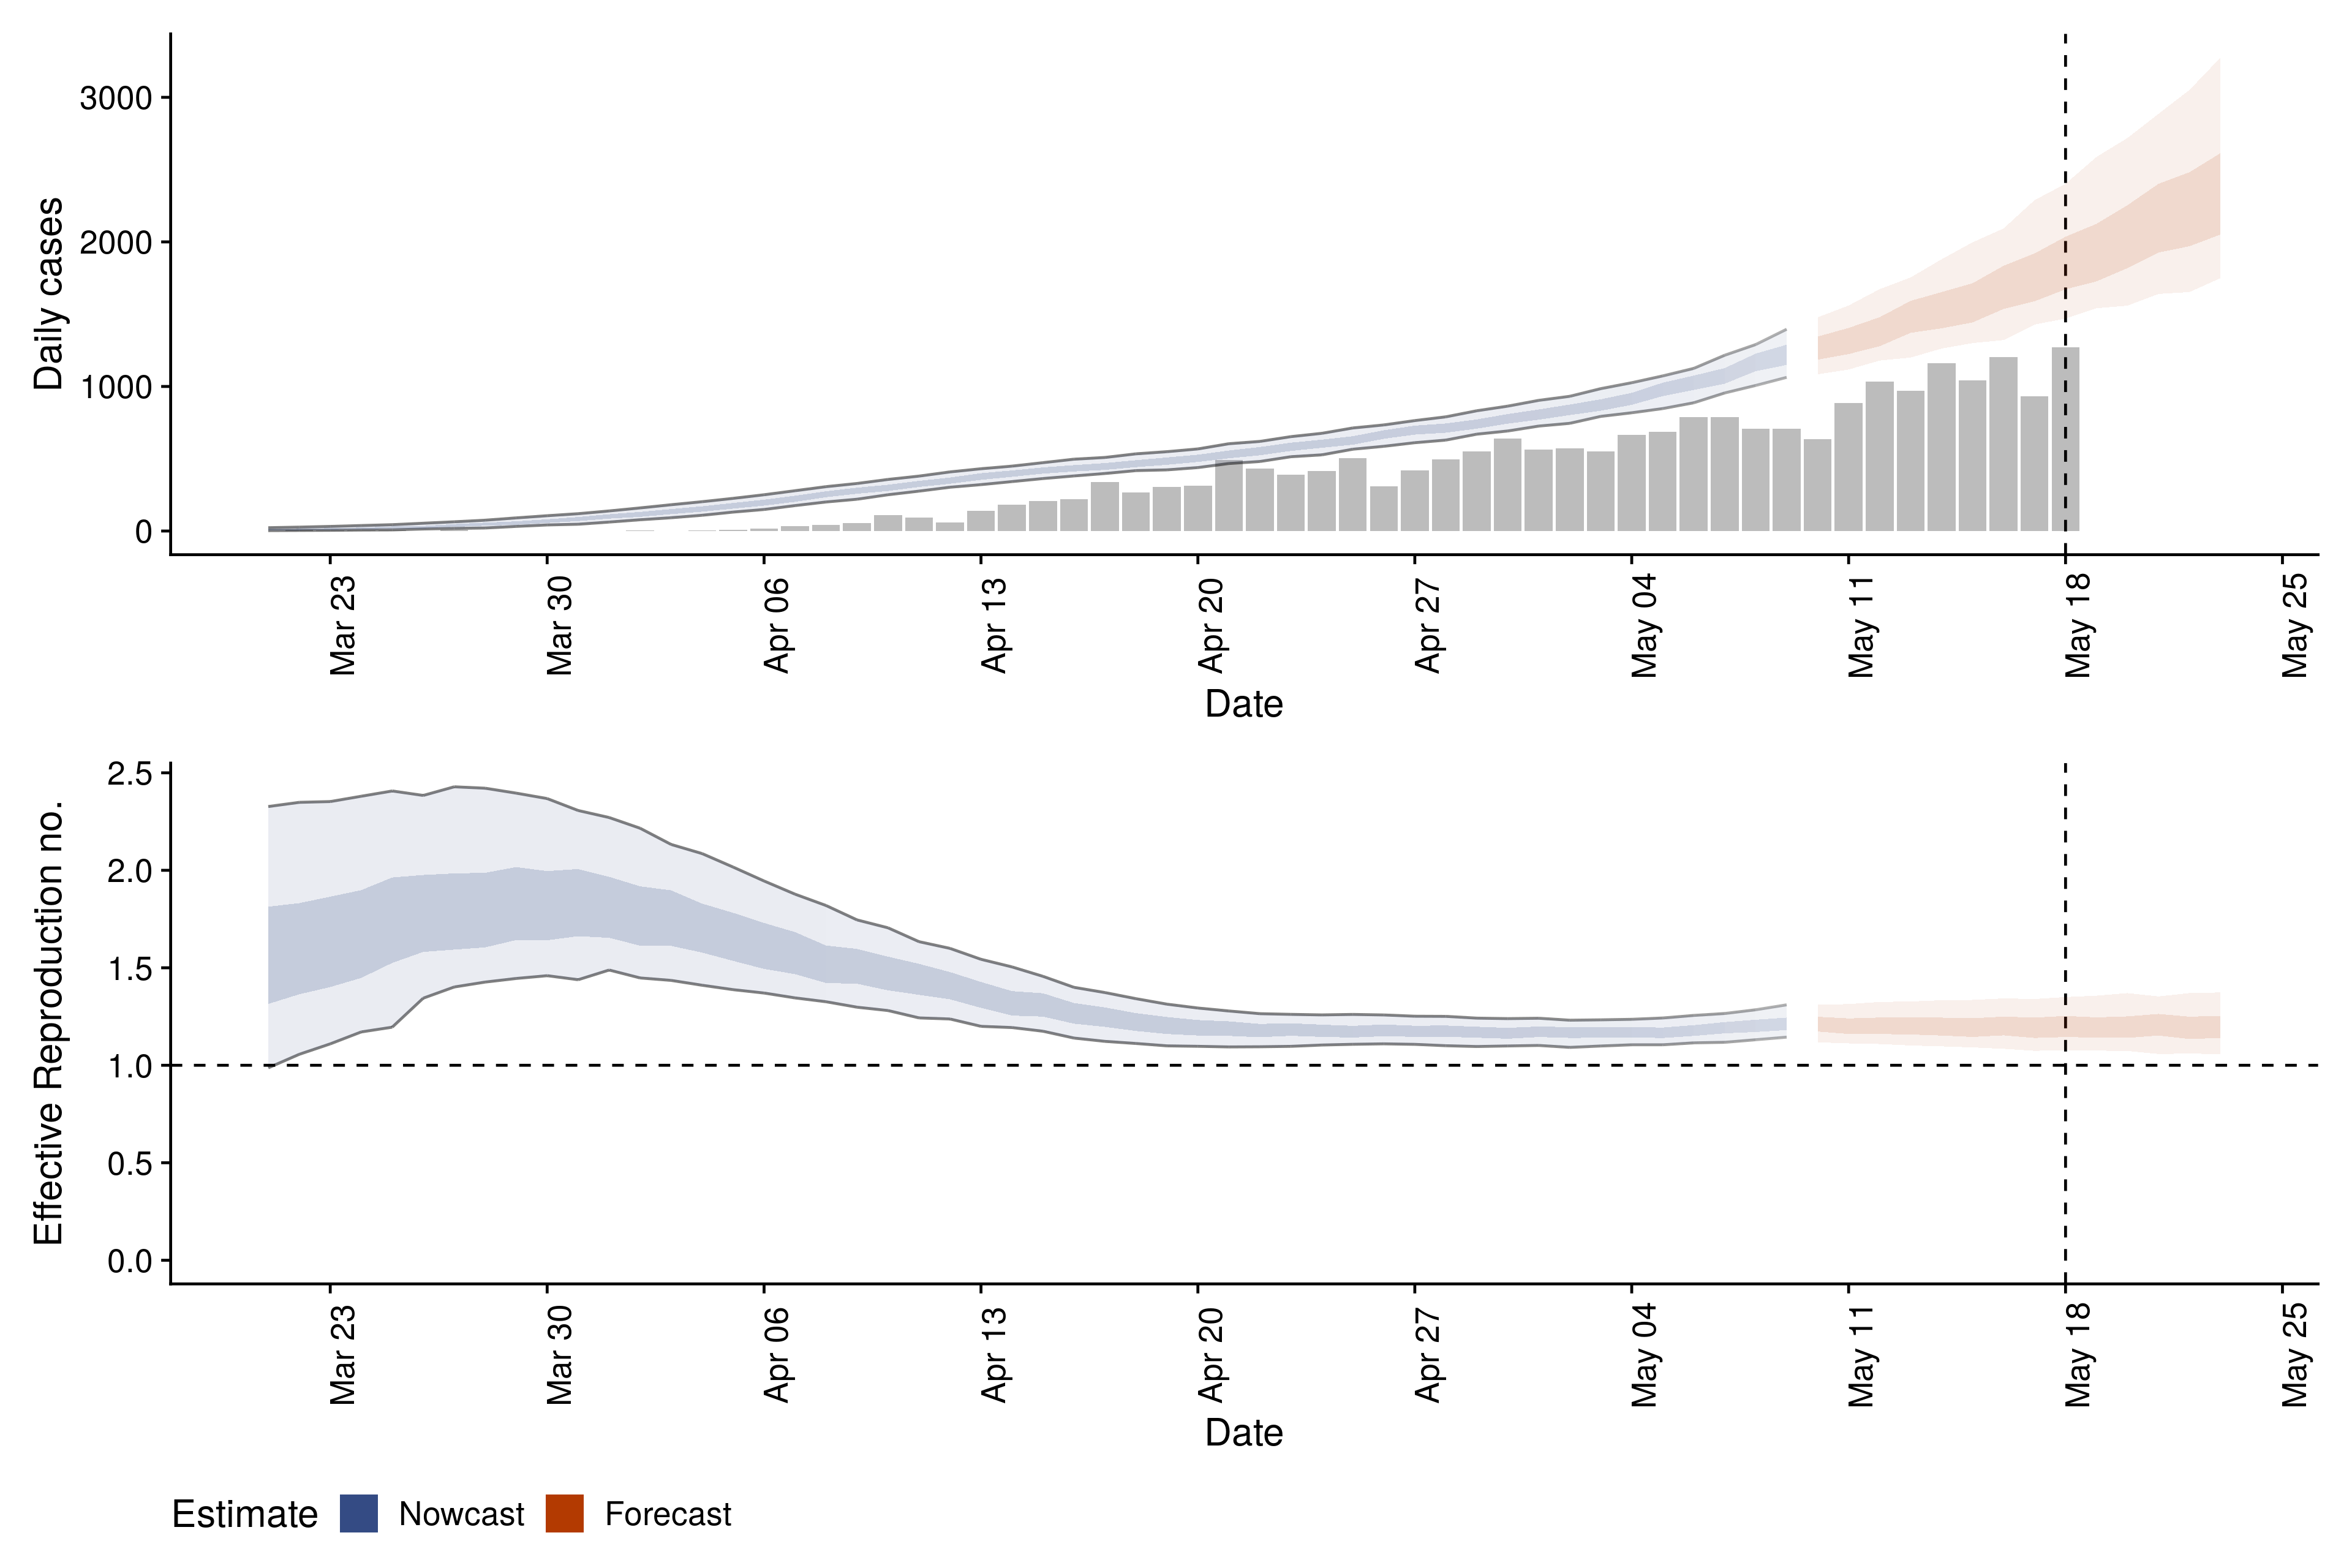 Daily cases
3000
2000
1000
0
Mar 23
Mar 30
Apr 06
Apr 13
Apr 20
Apr 27
May 04
May 11
May 18
May 25
Date
Effective Reproduction no.
2.5
2.0
1.5
1.0
0.5
0.0
Mar 23
Mar 30
Apr 06
Apr 13
Apr 20
Apr 27
May 04
May 11
May 18
May 25
Date
Estimate Nowcast Forecast